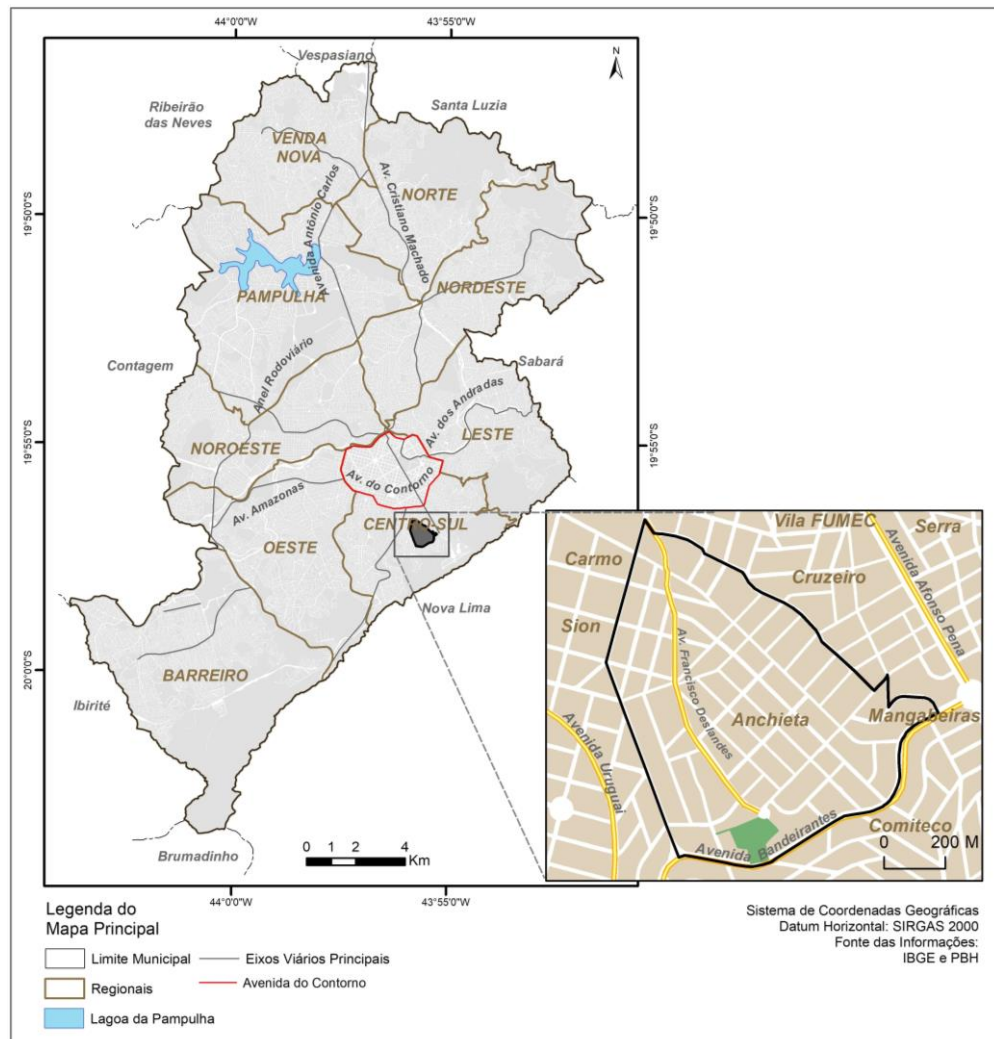 44°0'0"W
43°55'0"W
Vespasiano
N
Ribeirão
das Neves
Santa Luzia
VENDA
NOVA
Av. Cristiano Machado
NORTE
Avenida Antônio Carlos
19°50'0"S
19°50'0"S
PAMPULHA
NORDESTE
Contagem
Anel Rodoviário
Sabará
Av. dos Andradas
LESTE
NOROESTE
19°55'0"S
19°55'0"S
Av. do Contorno
Av. Amazonas
CENTRO-SUL
OESTE
Nova Lima
20°0'0"S
BARREIRO
Ibirité
Brumadinho
0 1 2 4
Km
44°0'0"W
43°55'0"W
Vila FUMEC
Serra
Carmo
Cruzeiro
Avenida Afonso Pena
Sion
Av. Francisco Deslandes
Anchieta
Mangabeiras
Avenida Uruguai
Avenida Bandeirantes
Comiteco
0 200 M
Legenda do
Mapa Principal
Limite Municipal
Eixos Viários Principais
Regionais
Avenida do Contorno
Lagoa da Pampulha
Sistema de Coordenadas Geográficas
Datum Horizontal: SIRGAS 2000
Fonte das Informações:
IBGE e PBH